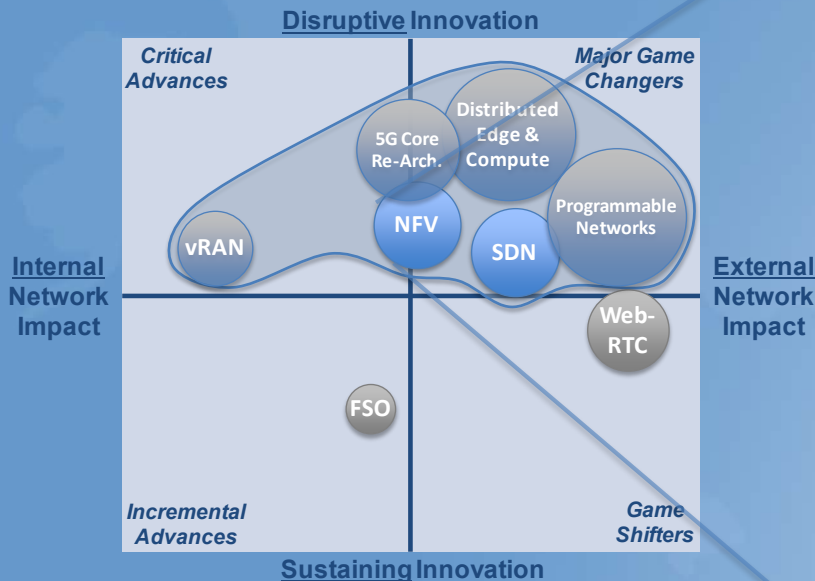 Disruptive Innovation
Critical
Advances
Major Game
Changers
Distributed
Edge &
Compute
5G Core
Re-Arch.
Programmable
Networks
NFV
SDN
vRAN
Internal
Network
Impact
External
Network
Impact
Web-
RTC
FSO
Incremental
Advances
Game
Shifters
Sustaining Innovation